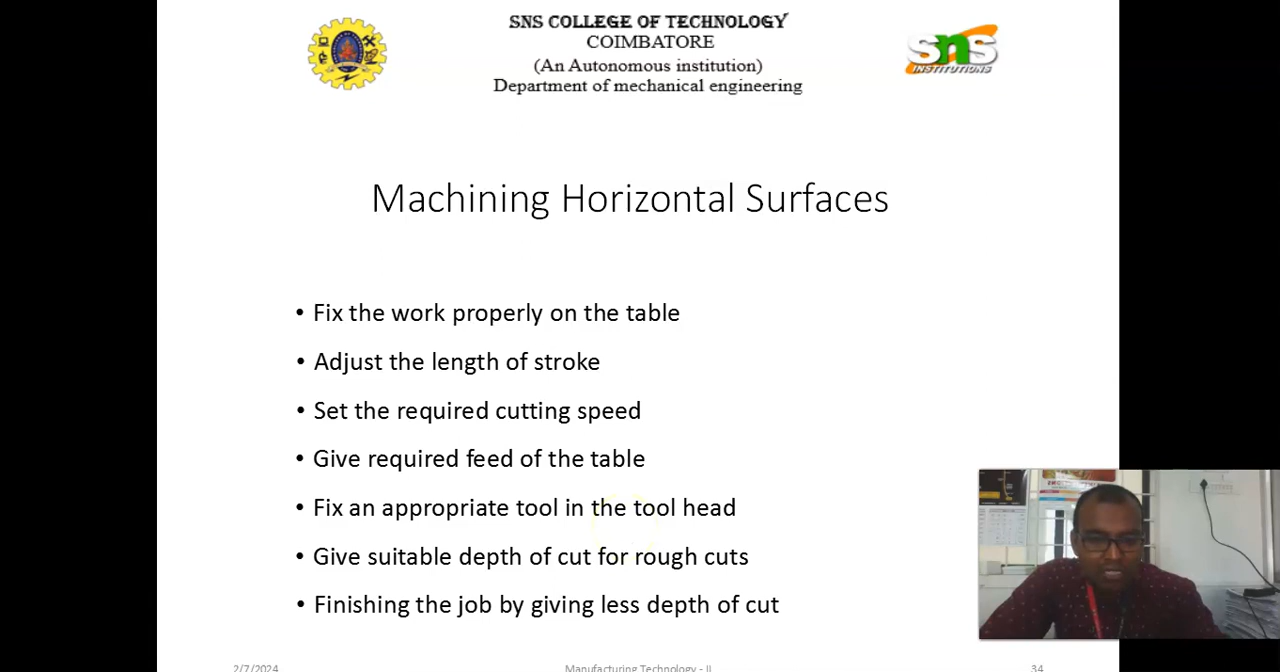 SNS COLLEGE OF TECHNOLOGY
COIMBATORE
(An Autonomous institution)
Department of mechanical engineering
sns
INSTITUTIONS
Machining Horizontal Surfaces
• Fix the work properly on the table
• Adjust the length of stroke
• Set the required cutting speed
• Give required feed of the table
• Fix an appropriate tool in the tool head
• Give suitable depth of cut for rough cuts
• Finishing the job by giving less depth of cut
2/7/2024
Manufacturing Technology - II
34